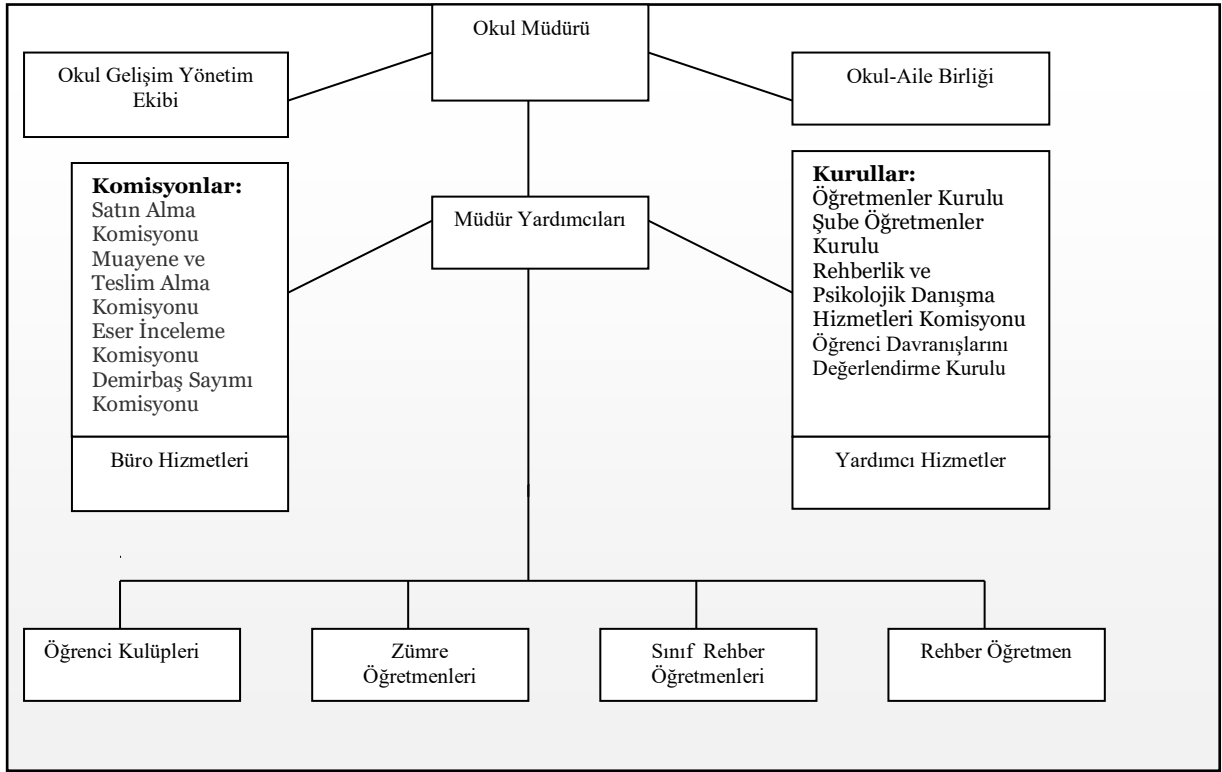 Okul Müdürü
Okul Gelişim Yönetim
Ekibi
Okul-Aile Birliği
Komisyonlar:
Satın Alma
Komisyonu
Muayene ve
Teslim Alma
Komisyonu
Eser İnceleme
Komisyonu
Demirbaş Sayımı
Komisyonu
Müdür Yardımcıları
Kurullar:
Öğretmenler Kurulu
Şube Öğretmenler
Kurulu
Rehberlik ve
Psikolojik Danışma
Hizmetleri Komisyonu
Öğrenci Davranışlarını
Değerlendirme Kurulu
Büro Hizmetleri
Yardımcı Hizmetler
Öğrenci Kulüpleri
Zümre
Öğretmenleri
Sınıf Rehber
Öğretmenleri
Rehber Öğretmen